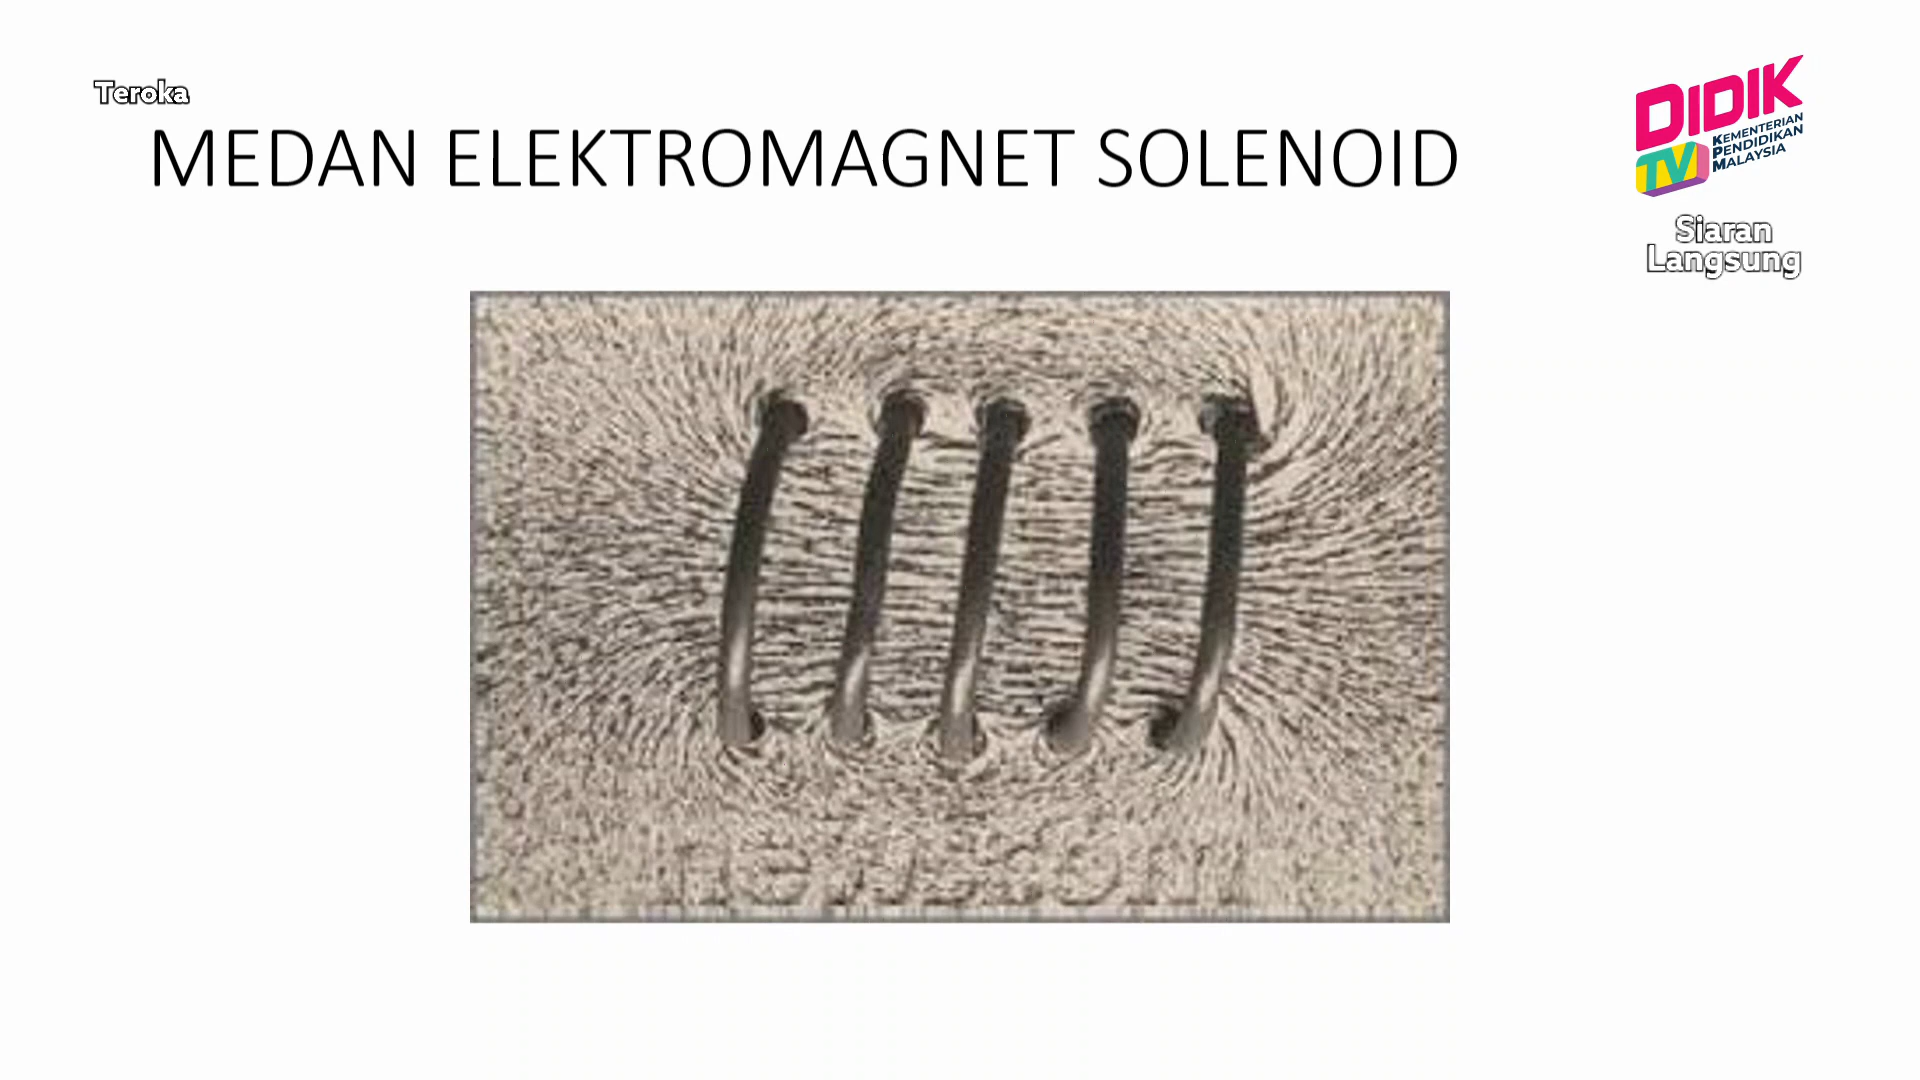 Teroka
MEDAN ELEKTROMAGNET SOLENOID
DIDIK
TV
KEMENTERIAN
PENDIDIKAN
MALAYSIA
Siaran
Langsung